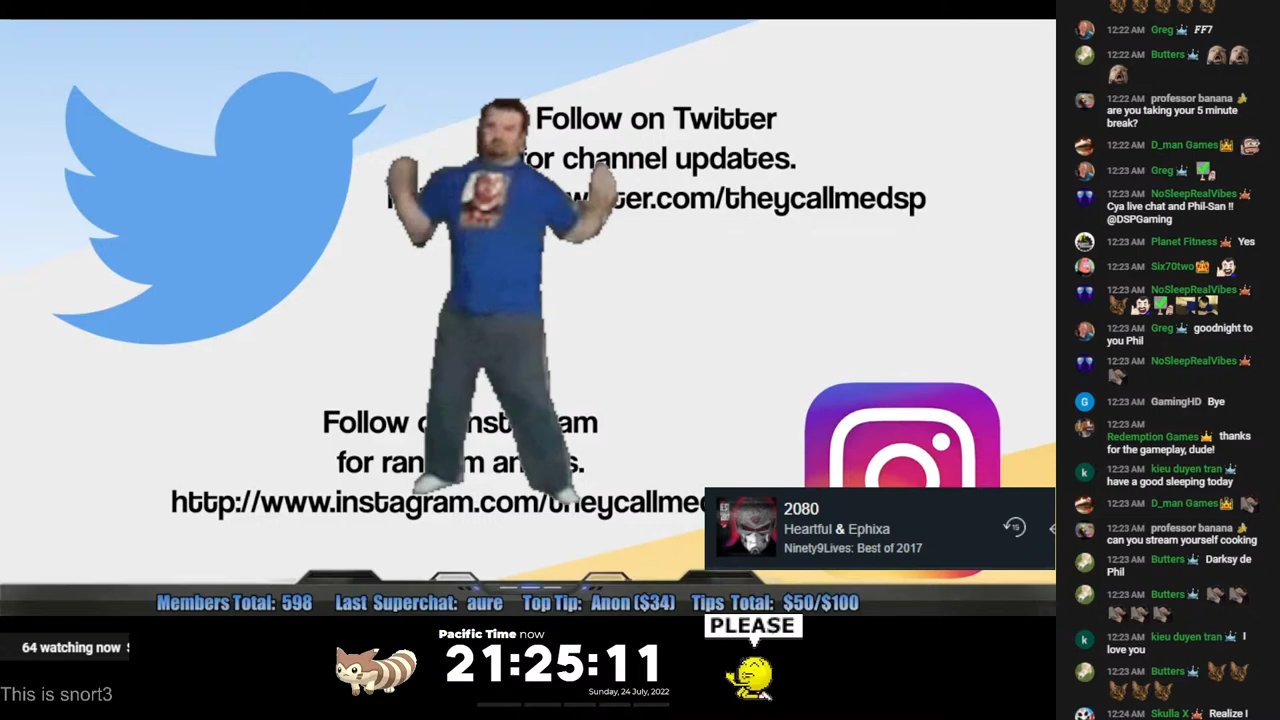 Follow on Twitter
for channel updates.
twitter.com/theycallmedsp
Follow on Instagram
for random antics.
http://www.instagram.com/theycallmed
2080
Heartful & Ephixa
Ninety9Lives: Best of 2017
15
Members Total: 598 Last Superchat: aure Top Tip: Anon ($34) Tips Total: $50/$100
PLEASE
64 watching now
Pacific Time now
21:25:11
Sunday, 24 July, 2022
This is snort3
12:22 AM Greg FF7
12:22 AM Butters
12:22 AM professor banana
are you taking your 5 minute
break?
12:22 AM D_man Games
12:23 AM Greg
12:23 AM NoSleepRealVibes
Cya live chat and Phil-San !!
@DSPGaming
12:23 AM Planet Fitness Yes
12:23 AM Six70two
12:23 AM NoSleepRealVibes
12:23 AM Greg goodnight to
you Phil
12:23 AM NoSleepRealVibes
G 12:23 AM GamingHD Bye
12:23 AM
Redemption Games thanks
for the gameplay, dude!
k 12:23 AM kieu duyen tran
have a good sleeping today
12:23 AM D_man Games
12:23 AM professor banana
can you stream yourself cooking
12:23 AM Butters Darksy de
Phil
12:23 AM Butters
k 12:23 AM kieu duyen tran I
love you
12:23 AM Butters
12:24 AM Skulla X Realize I